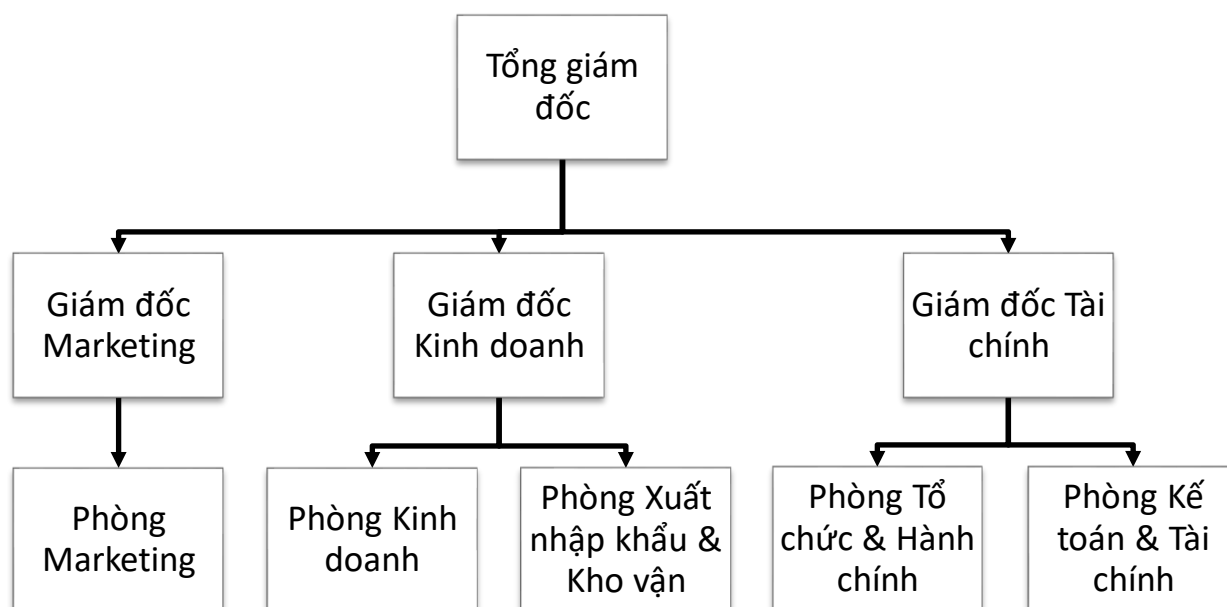 Tổng giám
đốc
Giám đốc
Marketing
Giám đốc
Kinh doanh
Giám đốc Tài
chính
Phòng
Marketing
Phòng Kinh
doanh
Phòng Xuất
nhập khẩu &
Kho vận
Phòng Tổ
chức & Hành
chính
Phòng Kế
toán & Tài
chính